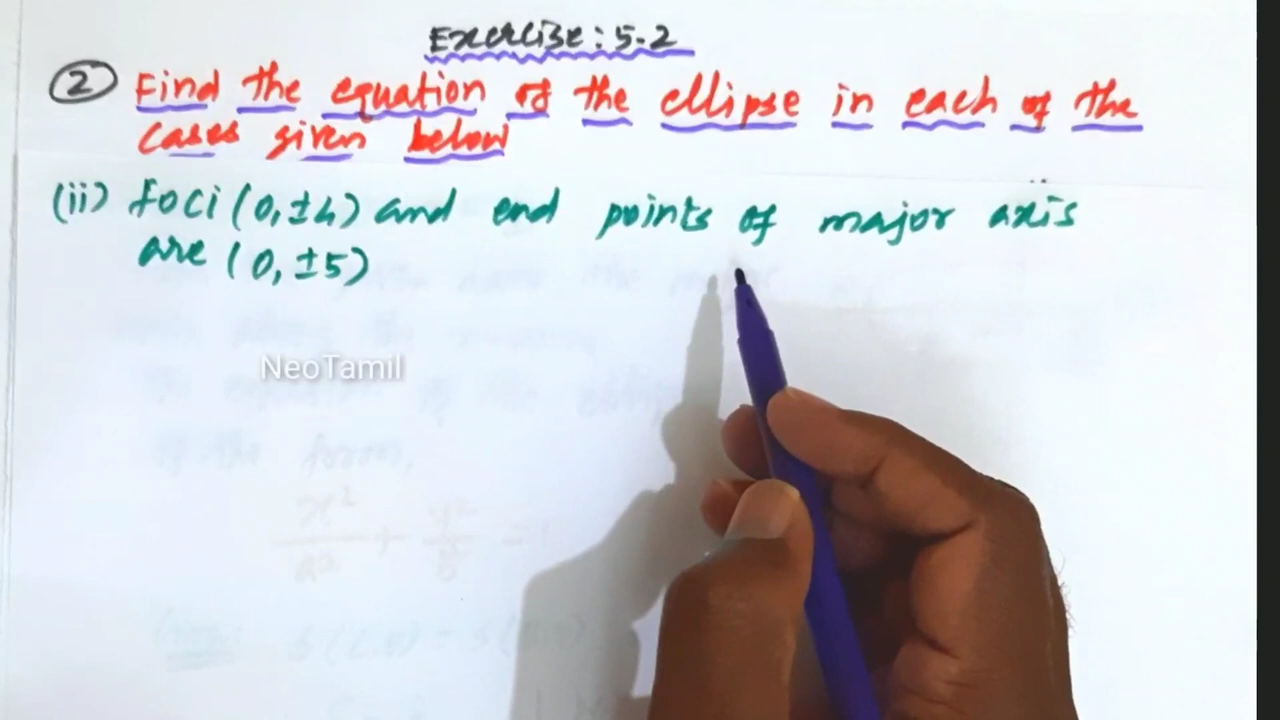 Exercise: 5.2
② Find the equation of the ellipse in each of the
cases given below
(ii) foci (0, ±4) and end points of major axis
are (0, ±5)
NeoTamil